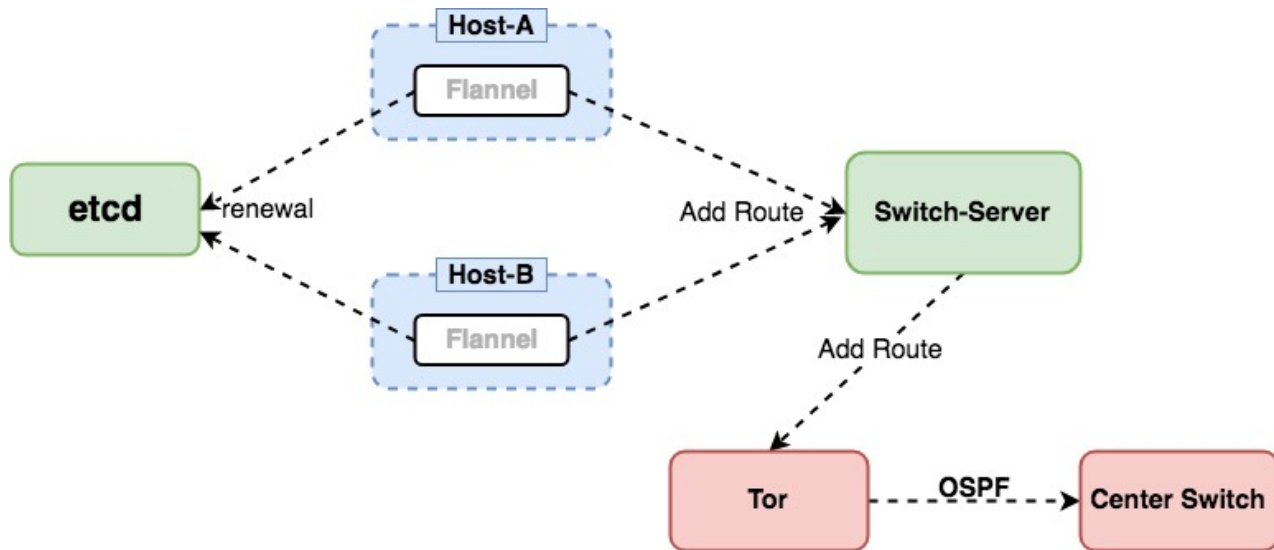 Host-A
Flannel
etcd
renewal
Add Route
Switch-Server
Host-B
Flannel
Add Route
Tor
OSPF
Center Switch